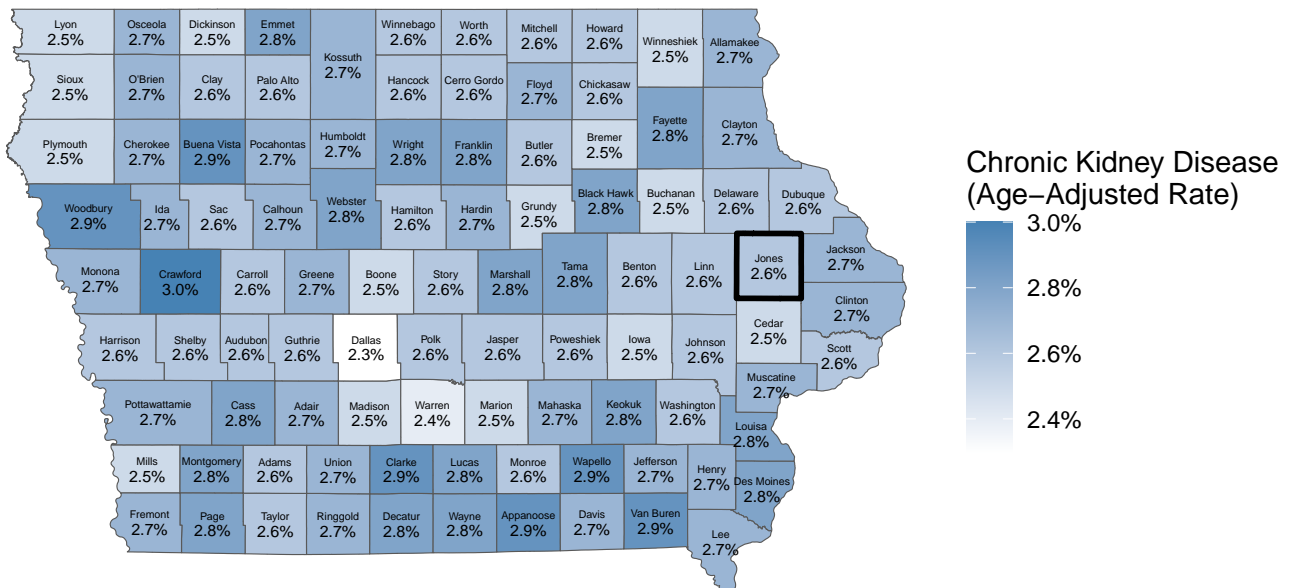 Lyon
2.5%
Osceola
2.7%
Dickinson
2.5%
Emmet
2.8%
Kossuth
2.7%
Winnebago
2.6%
Worth
2.6%
Mitchell
2.6%
Howard
2.6%
Winneshiek
2.5%
Allamakee
2.7%
Sioux
2.5%
O'Brien
2.7%
Clay
2.6%
Palo Alto
2.6%
Hancock
2.6%
Cerro Gordo
2.6%
Floyd
2.7%
Chickasaw
2.6%
Fayette
2.8%
Clayton
2.7%
Plymouth
2.5%
Cherokee
2.7%
Buena Vista
2.9%
Pocahontas
2.7%
Humboldt
2.7%
Wright
2.8%
Franklin
2.8%
Butler
2.6%
Bremer
2.5%
Woodbury
2.9%
Ida
2.7%
Sac
2.6%
Calhoun
2.7%
Webster
2.8%
Hamilton
2.6%
Hardin
2.7%
Grundy
2.5%
Black Hawk
2.8%
Buchanan
2.5%
Delaware
2.6%
Dubuque
2.6%
Monona
2.7%
Crawford
3.0%
Carroll
2.6%
Greene
2.7%
Boone
2.5%
Story
2.6%
Marshall
2.8%
Tama
2.8%
Benton
2.6%
Linn
2.6%
Jones
2.6%
Jackson
2.7%
Clinton
2.7%
Harrison
2.6%
Shelby
2.6%
Audubon
2.6%
Guthrie
2.6%
Dallas
2.3%
Polk
2.6%
Jasper
2.6%
Poweshiek
2.6%
Iowa
2.5%
Johnson
2.6%
Cedar
2.5%
Scott
2.6%
Muscatine
2.7%
Pottawattamie
2.7%
Cass
2.8%
Adair
2.7%
Madison
2.5%
Warren
2.4%
Marion
2.5%
Mahaska
2.7%
Keokuk
2.8%
Washington
2.6%
Louisa
2.8%
Mills
2.5%
Montgomery
2.8%
Adams
2.6%
Union
2.7%
Clarke
2.9%
Lucas
2.8%
Monroe
2.6%
Wapello
2.9%
Jefferson
2.7%
Henry
2.7%
Des Moines
2.8%
Fremont
2.7%
Page
2.8%
Taylor
2.6%
Ringgold
2.7%
Decatur
2.8%
Wayne
2.8%
Appanoose
2.9%
Davis
2.7%
Van Buren
2.9%
Lee
2.7%
Chronic Kidney Disease
(Age−Adjusted Rate)
3.0%
2.8%
2.6%
2.4%